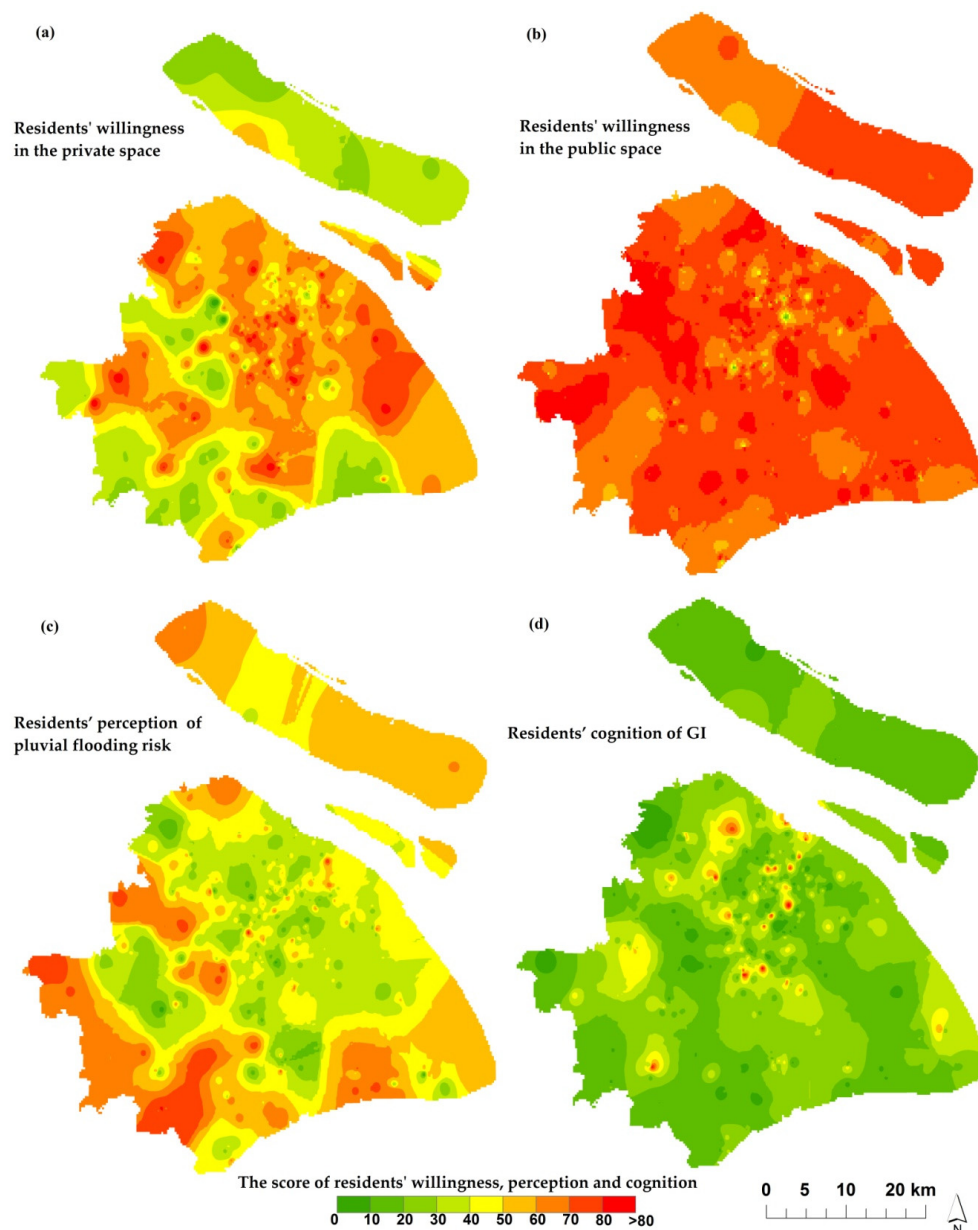 (a)
(b)
Residents' willingness
in the private space
Residents' willingness
in the public space
(c)
(d)
Residents’ perception of
pluvial flooding risk
Residents’ cognition of GI
The score of residents' willingness, perception and cognition
0 10 20 30 40 50 60 70 80 >80
0 5 10 20 km
N